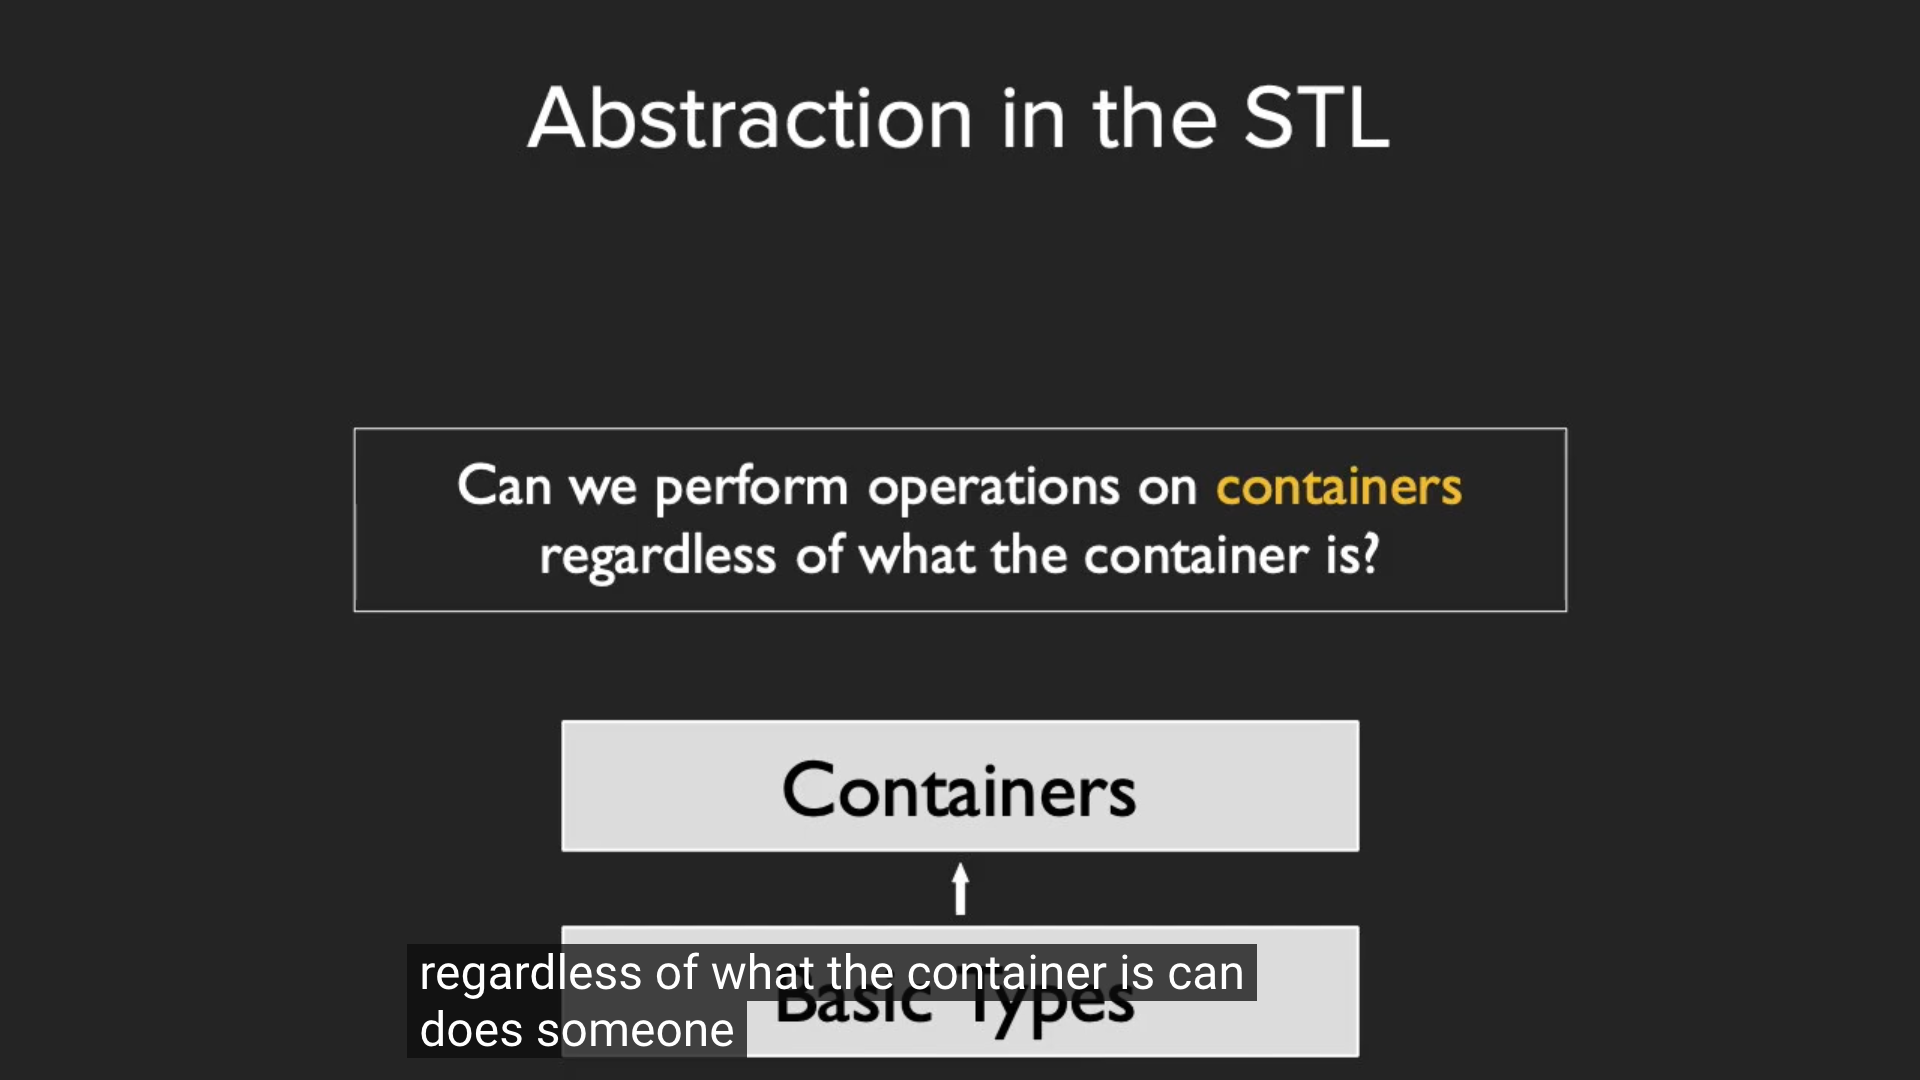 Abstraction in the STL
Can we perform operations on containers
regardless of what the container is?
Containers
Basic Types
regardless of what the container is can
does someone